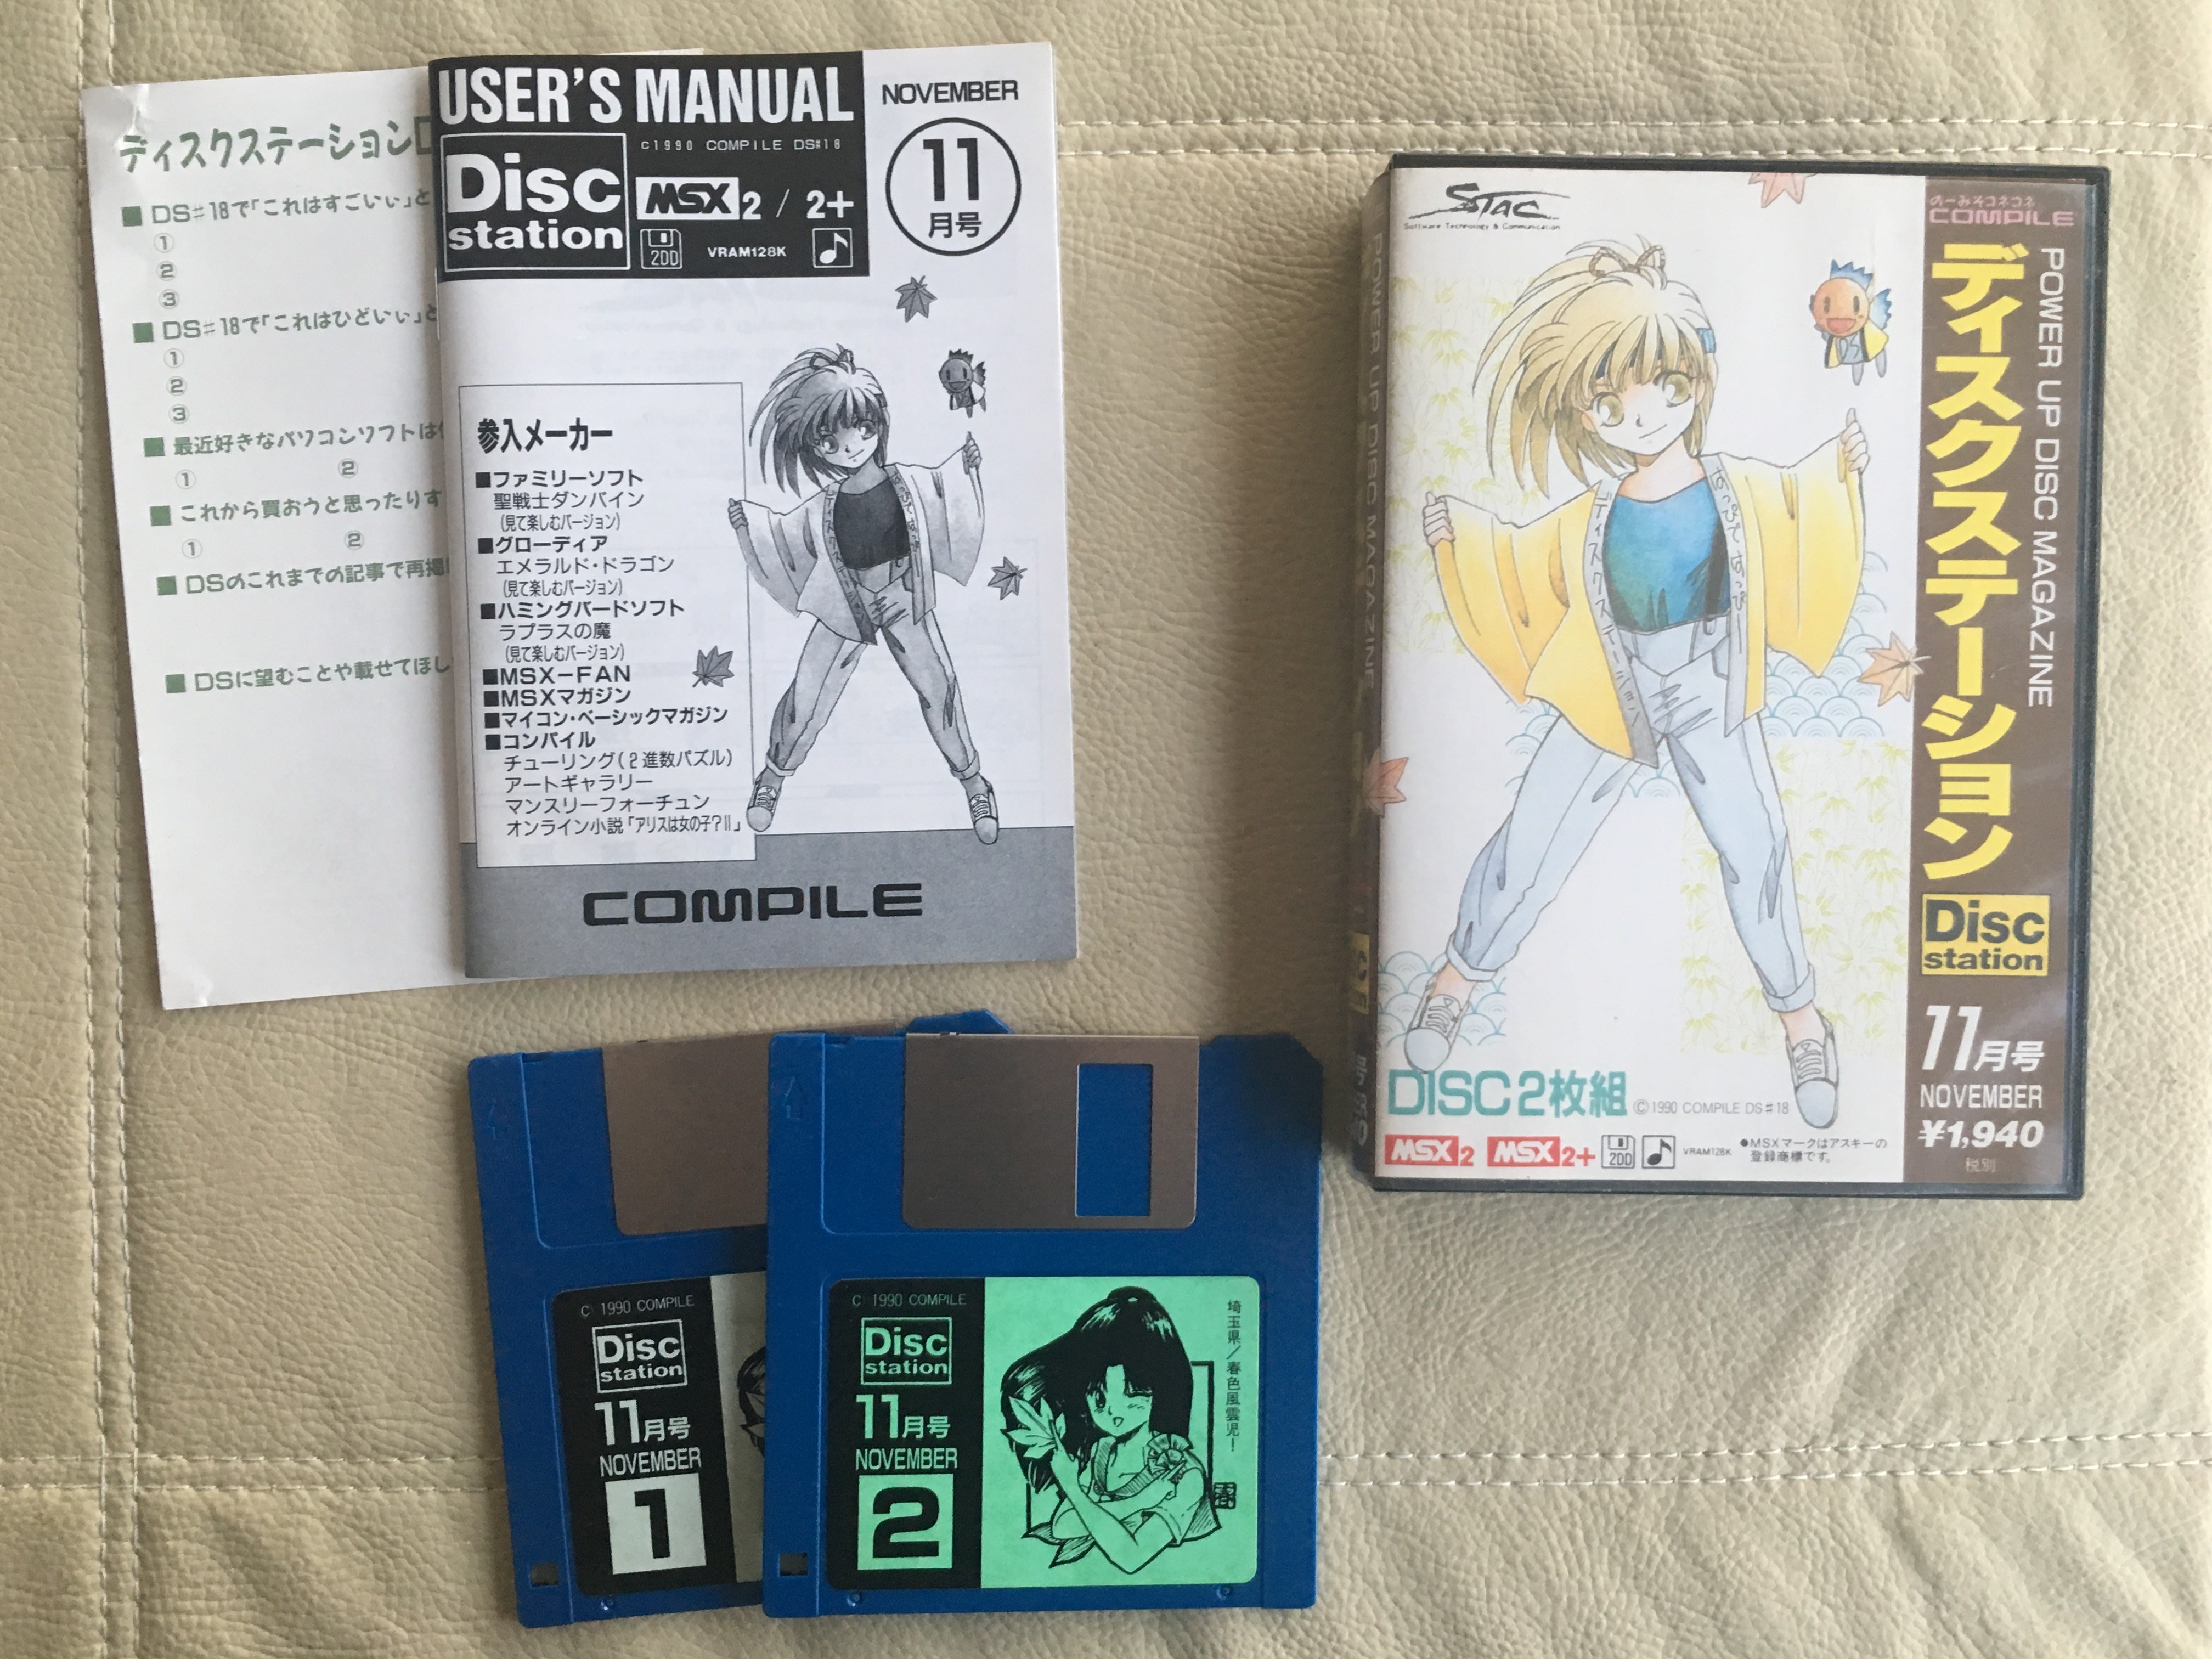 ディスクステーション
■DS♯18で「これはすごいぃ」と
①
②
③
■DS♯18で「これはひどいぃ」と
①
②
③
■最近好きなパソコンソフトは
① ②
■これから買おうと思ったりす
① ②
■DSのこれまでの記事で再掲
■DSに望むことや載せてほし
USER'S MANUAL
C1990 COMPILE DS#18
Disc
station
MSX2 / 2+
2DD VRAM128K
NOVEMBER
11
月号
参入メーカー
■ファミリーソフト
聖戦士ダンバイン
(見て楽しむバージョン)
■グローディア
エメラルド・ドラゴン
(見て楽しむバージョン)
■ハミングバードソフト
ラプラスの魔
(見て楽しむバージョン)
■MSX-FAN
■MSXマガジン
■マイコン・ベーシックマガジン
■コンパイル
チューリング(2進数パズル)
アートギャラリー
マンスリーフォーチュン
オンライン小説「アリスは女の子?II」
COMPILE
STAC
Software Technology & Communication
のーみそコネコネ
COMPILE
POWER UP DISC MAGAZINE
ディスクステーション
Disc
station
11月号
NOVEMBER
¥1,940
税別
DISC2枚組
©1990 COMPILE DS#18
MSX2 MSX2+ 2DD VRAM128K
●MSXマークはアスキーの
登録商標です。
POWER UP DISC MAGAZINE
C 1990 COMPILE
Disc
station
11月号
NOVEMBER
1
C 1990 COMPILE
Disc
station
11月号
NOVEMBER
2
埼玉県/春色風雲児!
春